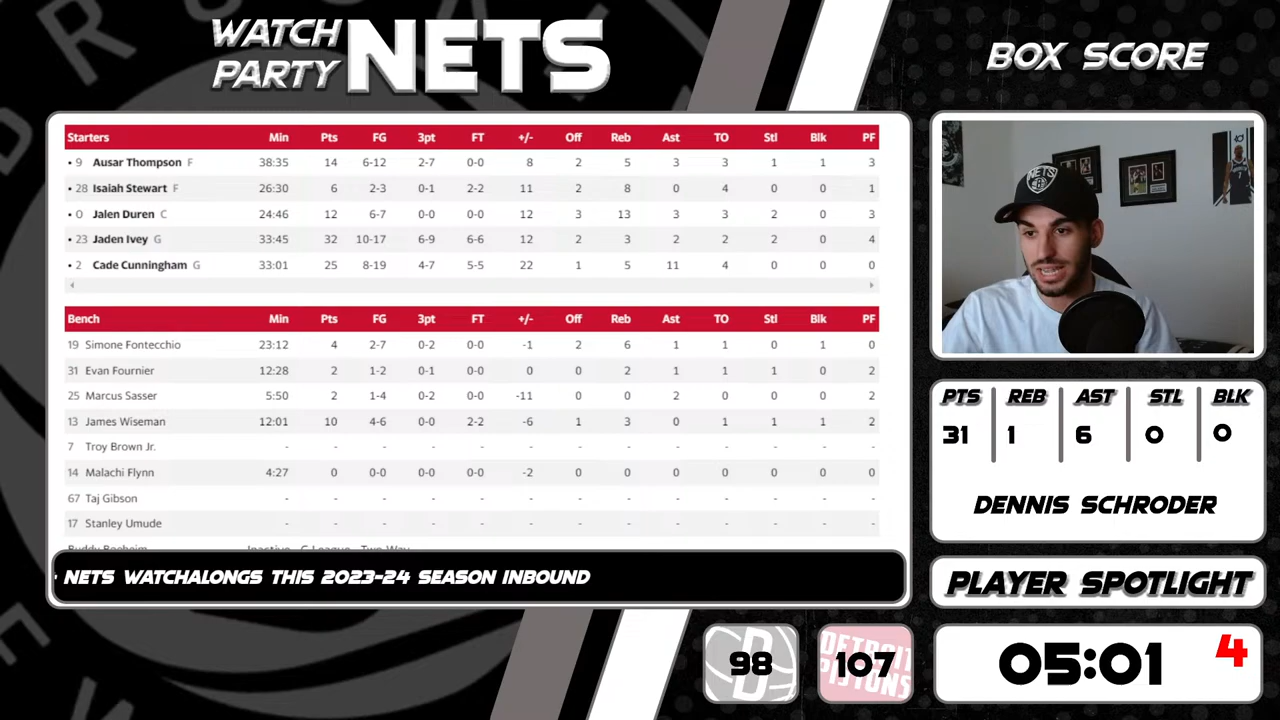 WATCH PARTY NETS
BOX SCORE
Starters Min Pts FG 3pt FT +/- Off Reb Ast TO Stl Blk PF
• 9 Ausar Thompson F 38:35 14 6-12 2-7 0-0 8 2 5 3 3 1 1 3
• 28 Isaiah Stewart F 26:30 6 2-3 0-1 2-2 11 2 8 0 4 0 0 1
• 0 Jalen Duren C 24:46 12 6-7 0-0 0-0 12 3 13 3 3 2 0 3
• 23 Jaden Ivey G 33:45 32 10-17 6-9 6-6 12 2 3 2 2 2 0 4
• 2 Cade Cunningham G 33:01 25 8-19 4-7 5-5 22 1 5 11 4 0 0 0
Bench Min Pts FG 3pt FT +/- Off Reb Ast TO Stl Blk PF
19 Simone Fontecchio 23:12 4 2-7 0-2 0-0 -1 2 6 1 1 0 1 0
31 Evan Fournier 12:28 2 1-2 0-1 0-0 0 0 2 1 1 1 0 2
25 Marcus Sasser 5:50 2 1-4 0-2 0-0 -11 0 0 2 0 0 0 2
13 James Wiseman 12:01 10 4-6 0-0 2-2 -6 1 3 0 1 1 1 2
7 Troy Brown Jr. - - - - - - - - - - - - -
14 Malachi Flynn 4:27 0 0-0 0-0 0-0 -2 0 0 0 0 0 0 0
67 Taj Gibson - - - - - - - - - - - - -
17 Stanley Umude - - - - - - - - - - - - -
NETS WATCHALONGS THIS 2023-24 SEASON INBOUND
NETS
PTS REB AST STL BLK
31 1 6 0 0
DENNIS SCHRODER
PLAYER SPOTLIGHT
98
DETROIT PISTONS
107
05:01 4